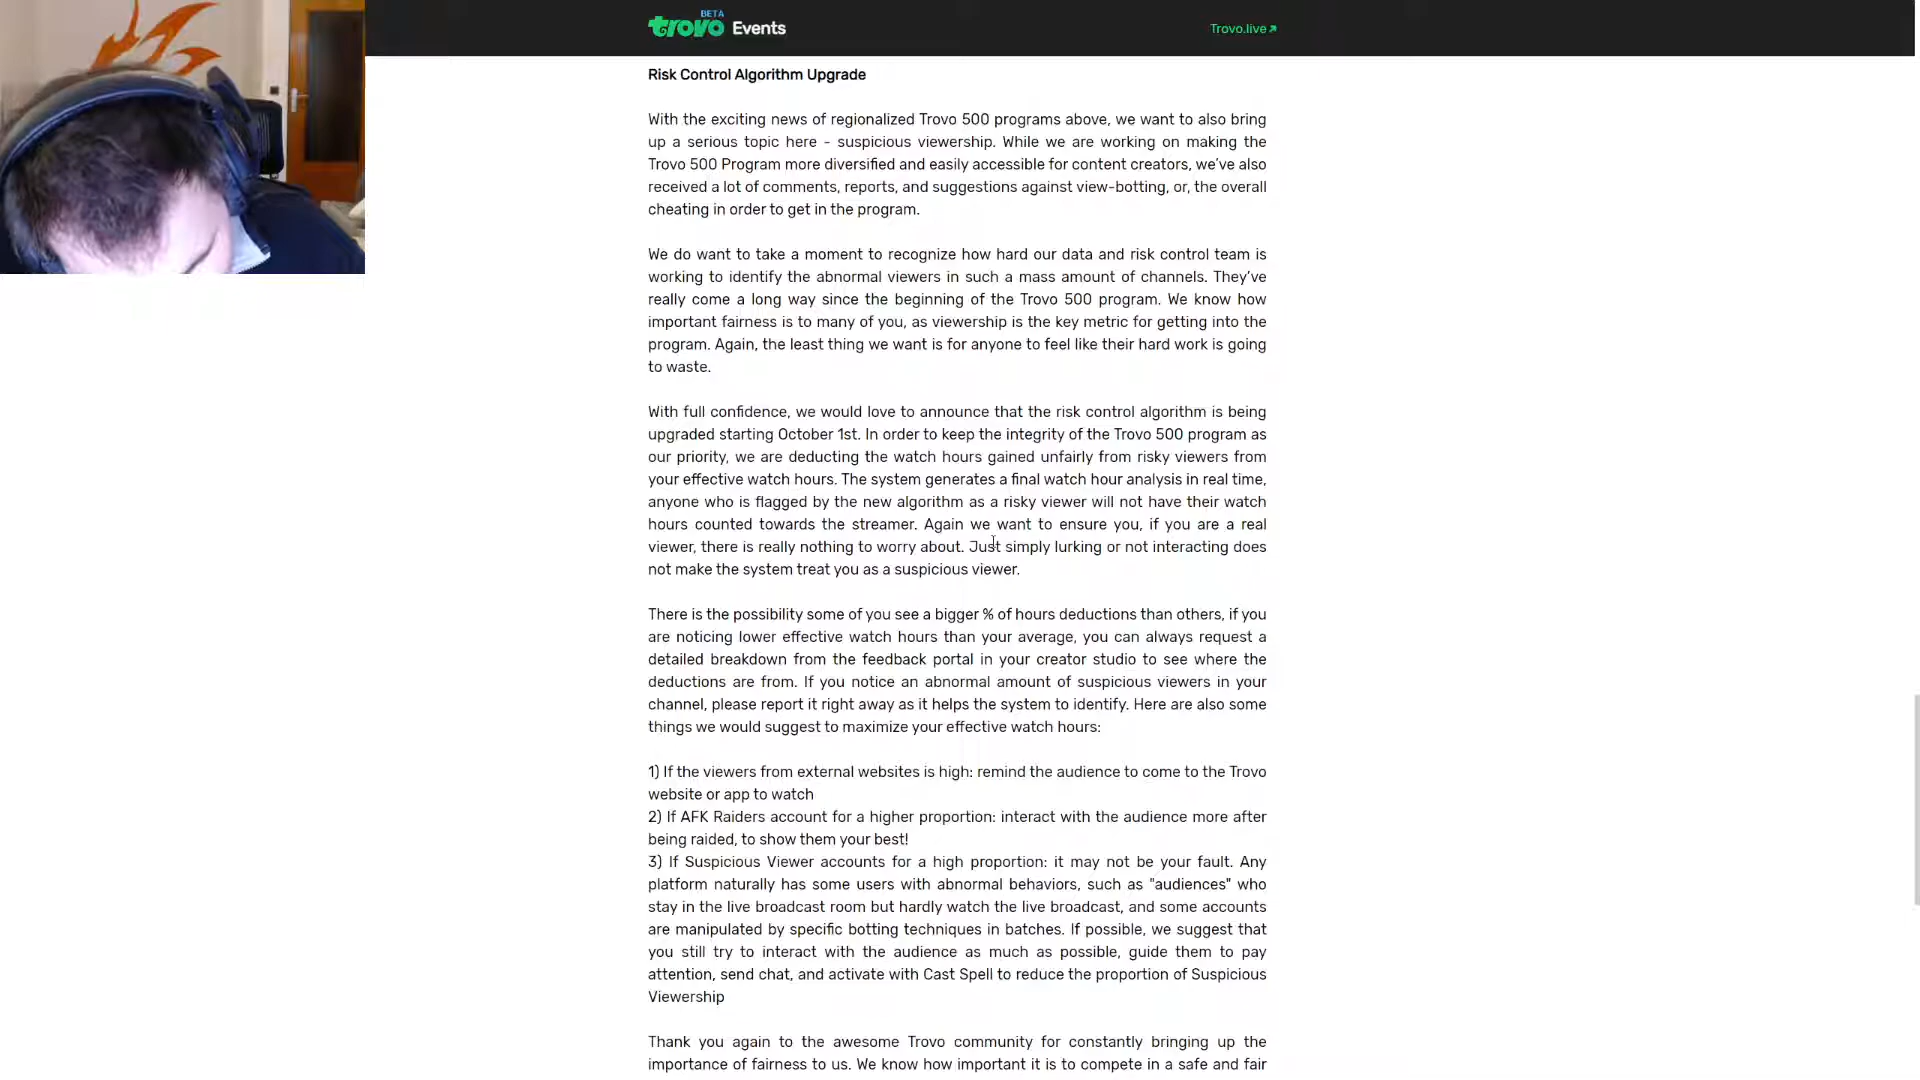 BETA
trovo Events
Trovo.live
Risk Control Algorithm Upgrade
With the exciting news of regionalized Trovo 500 programs above, we want to also bring
up a serious topic here - suspicious viewership. While we are working on making the
Trovo 500 Program more diversified and easily accessible for content creators, we've also
received a lot of comments, reports, and suggestions against view-botting, or, the overall
cheating in order to get in the program.
We do want to take a moment to recognize how hard our data and risk control team is
working to identify the abnormal viewers in such a mass amount of channels. They've
really come a long way since the beginning of the Trovo 500 program. We know how
important fairness is to many of you, as viewership is the key metric for getting into the
program. Again, the least thing we want is for anyone to feel like their hard work is going
to waste.
With full confidence, we would love to announce that the risk control algorithm is being
upgraded starting October 1st. In order to keep the integrity of the Trovo 500 program as
our priority, we are deducting the watch hours gained unfairly from risky viewers from
your effective watch hours. The system generates a final watch hour analysis in real time,
anyone who is flagged by the new algorithm as a risky viewer will not have their watch
hours counted towards the streamer. Again we want to ensure you, if you are a real
viewer, there is really nothing to worry about. Just simply lurking or not interacting does
not make the system treat you as a suspicious viewer.
There is the possibility some of you see a bigger % of hours deductions than others, if you
are noticing lower effective watch hours than your average, you can always request a
detailed breakdown from the feedback portal in your creator studio to see where the
deductions are from. If you notice an abnormal amount of suspicious viewers in your
channel, please report it right away as it helps the system to identify. Here are also some
things we would suggest to maximize your effective watch hours:
1) If the viewers from external websites is high: remind the audience to come to the Trovo
website or app to watch
2) If AFK Raiders account for a higher proportion: interact with the audience more after
being raided, to show them your best!
3) If Suspicious Viewer accounts for a high proportion: it may not be your fault. Any
platform naturally has some users with abnormal behaviors, such as "audiences" who
stay in the live broadcast room but hardly watch the live broadcast, and some accounts
are manipulated by specific botting techniques in batches. If possible, we suggest that
you still try to interact with the audience as much as possible, guide them to pay
attention, send chat, and activate with Cast Spell to reduce the proportion of Suspicious
Viewership
Thank you again to the awesome Trovo community for constantly bringing up the
importance of fairness to us. We know how important it is to compete in a safe and fair